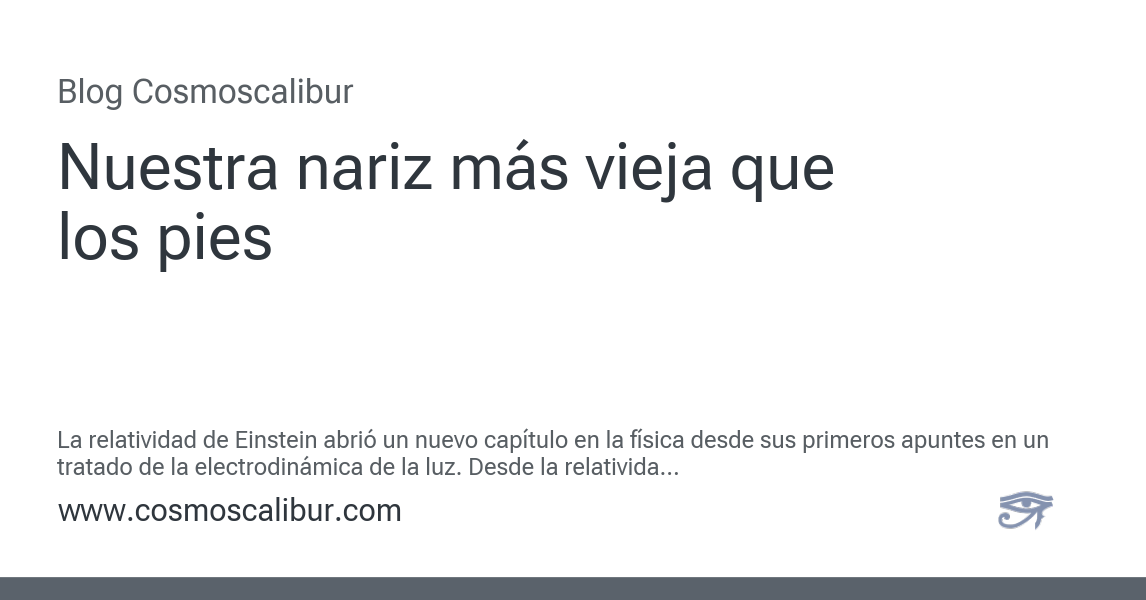 Blog Cosmoscalibur
Nuestra nariz más vieja que
los pies
La relatividad de Einstein abrió un nuevo capítulo en la física desde sus primeros apuntes en un
tratado de la electrodinámica de la luz. Desde la relativida...
www.cosmoscalibur.com